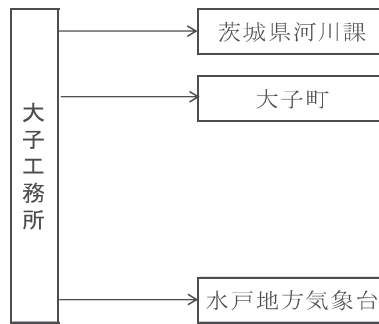 大子工務所
茨城県河川課
大子町
水戸地方気象台